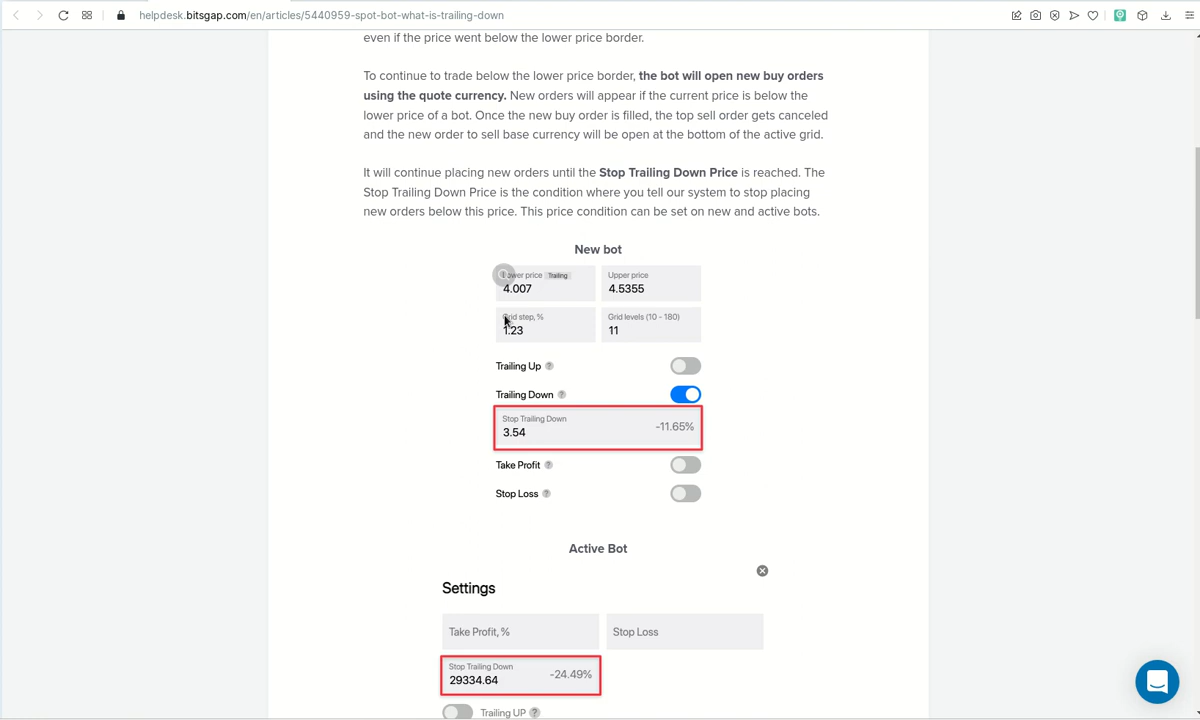 helpdesk.bitsgap.com/en/articles/5440959-spot-bot-what-is-trailing-down
even if the price went below the lower price border.
To continue to trade below the lower price border, the bot will open new buy orders
using the quote currency. New orders will appear if the current price is below the
lower price of a bot. Once the new buy order is filled, the top sell order gets canceled
and the new order to sell base currency will be open at the bottom of the active grid.
It will continue placing new orders until the Stop Trailing Down Price is reached. The
Stop Trailing Down Price is the condition where you tell our system to stop placing
new orders below this price. This price condition can be set on new and active bots.
New bot
Lower price Trailing
4.007
Upper price
4.5355
Grid step, %
1.23
Grid levels (10 - 180)
11
Trailing Up ?
Trailing Down ?
Stop Trailing Down
3.54
-11.65%
Take Profit ?
Stop Loss ?
Active Bot
Settings
Take Profit, %
Stop Loss
Stop Trailing Down
29334.64
-24.49%
Trailing UP ?